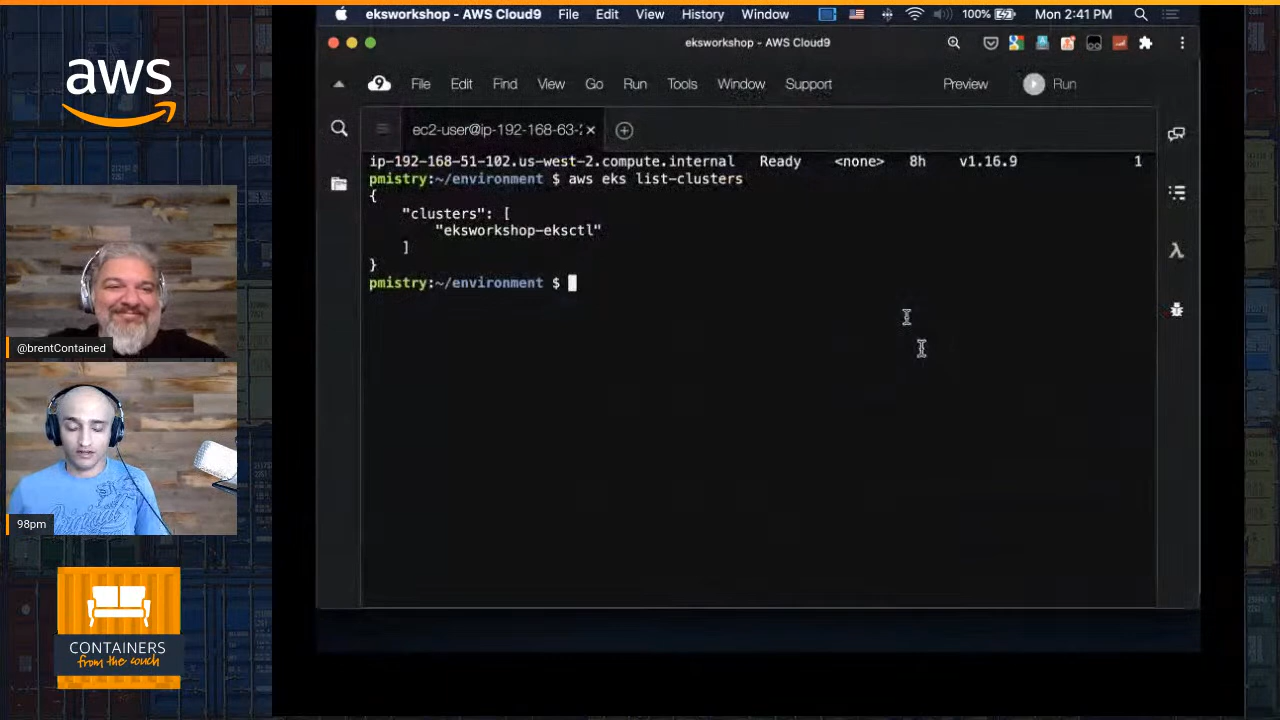 aws
@brentContained
98pm
CONTAINERS
from the couch
eksworkshop - AWS Cloud9 File Edit View History Window 100% Mon 2:41 PM
eksworkshop - AWS Cloud9
9 File Edit Find View Go Run Tools Window Support Preview Run
ec2-user@ip-192-168-63-
ip-192-168-51-102.us-west-2.compute.internal Ready <none> 8h v1.16.9 1
pmistry:~/environment $ aws eks list-clusters
{
"clusters": [
"eksworkshop-eksctl"
]
}
pmistry:~/environment $